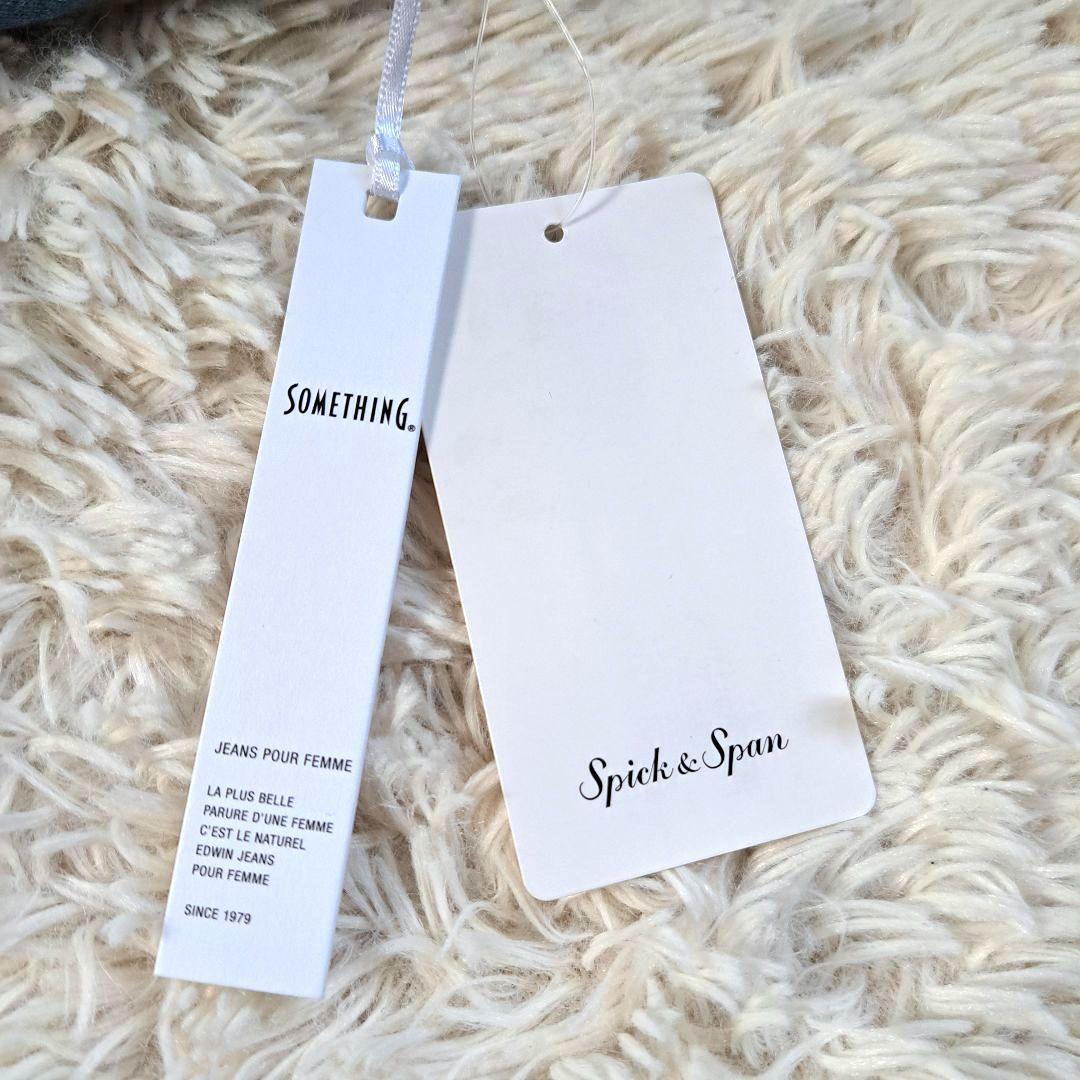 SOMETHING®
JEANS POUR FEMME
LA PLUS BELLE
PARURE D'UNE FEMME
C'EST LE NATUREL
EDWIN JEANS
POUR FEMME
SINCE 1979
Spick & Span